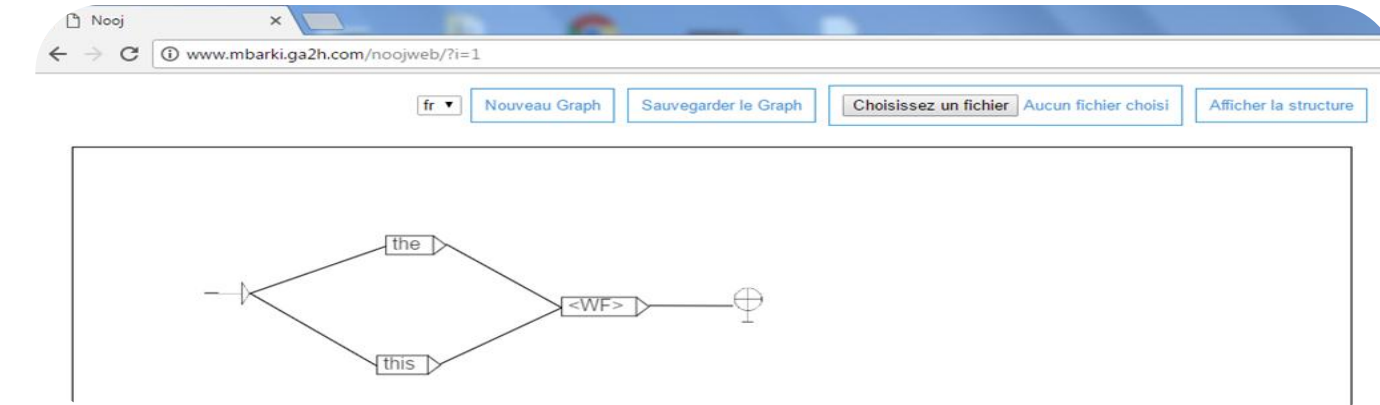 Nooj
www.mbarki.ga2h.com/noojweb/?i=1
fr Nouveau Graph Sauvegarder le Graph Choisissez un fichier Aucun fichier choisi Afficher la structure
the
<WF>
this